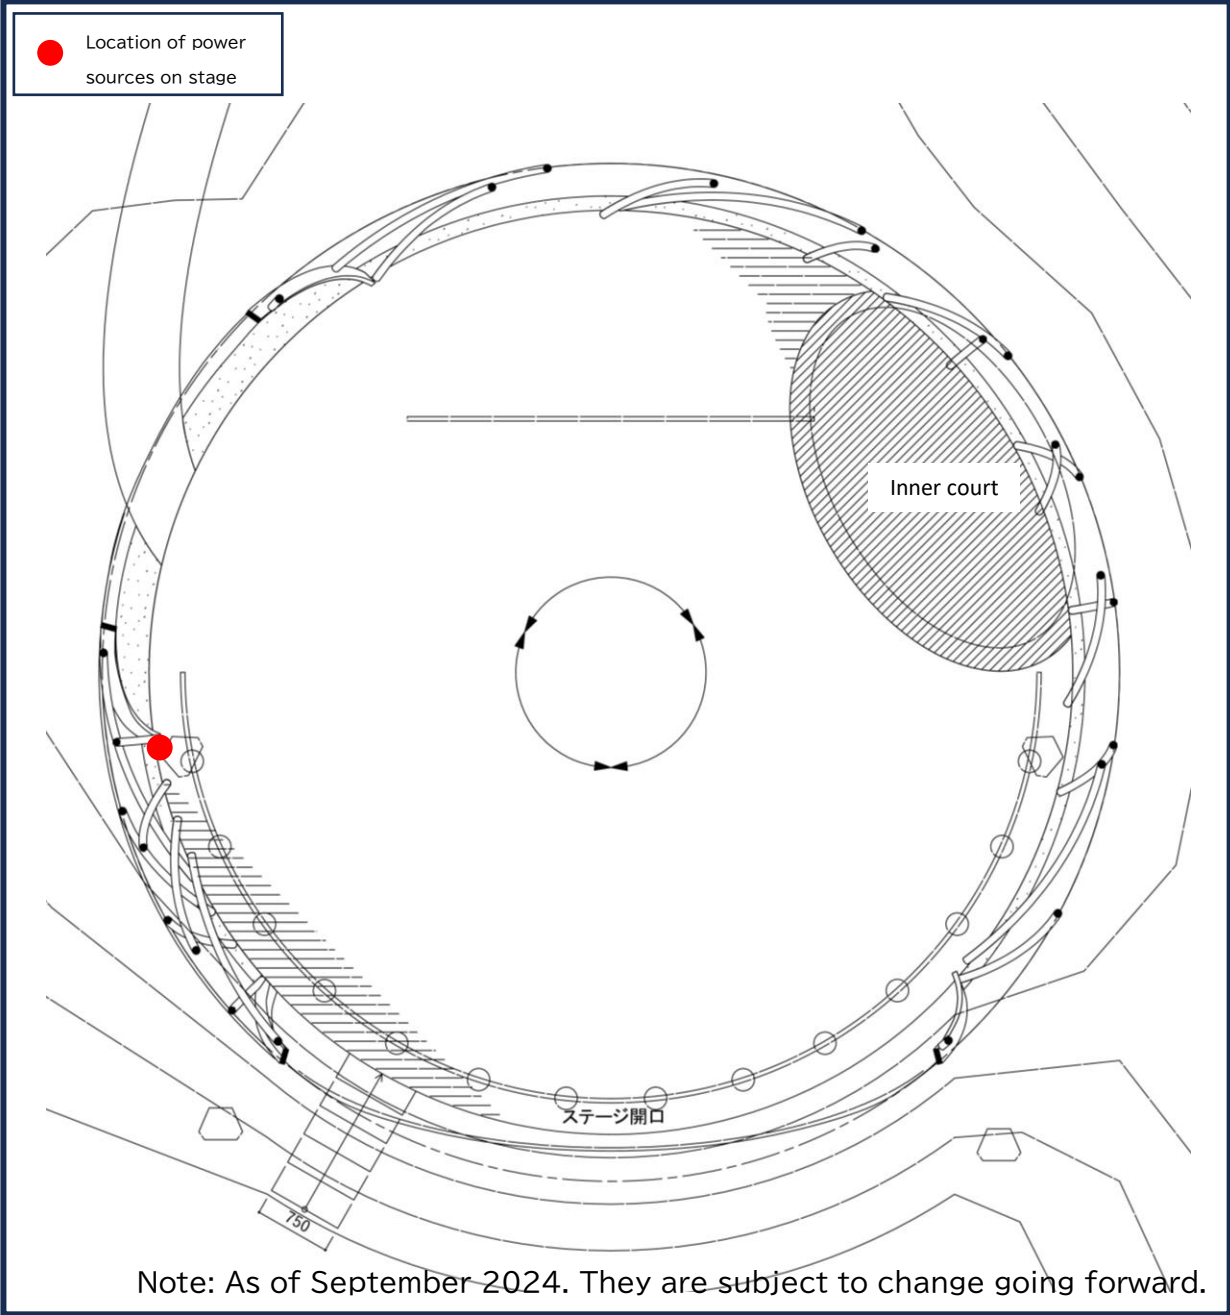 Location of power
sources on stage
Inner court
ステージ開口
750
Note: As of September 2024. They are subject to change going forward.